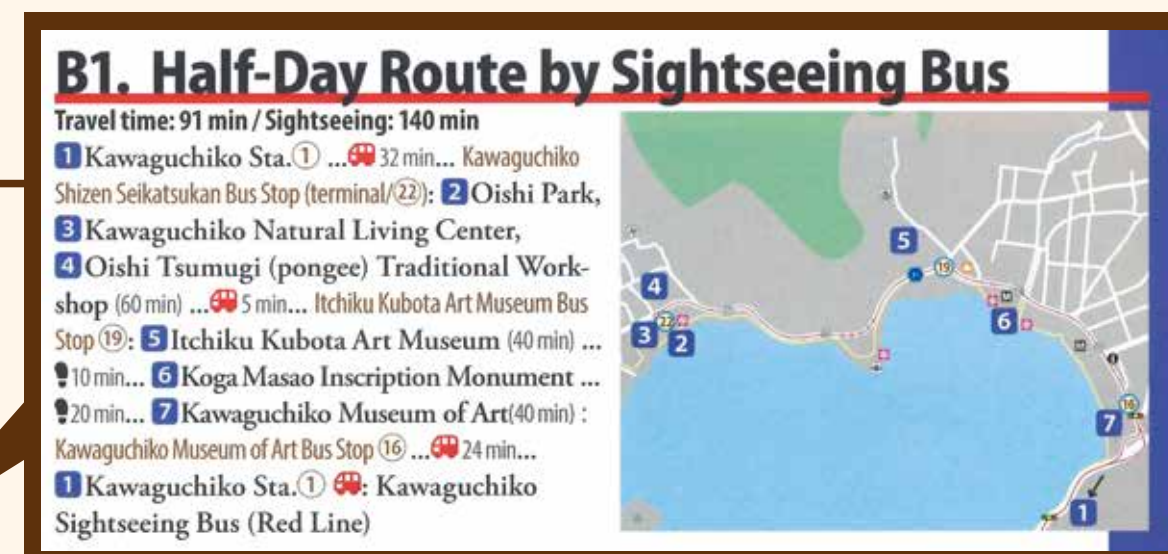 B1. Half-Day Route by Sightseeing Bus
Travel time: 91 min / Sightseeing: 140 min
1 Kawaguchiko Sta.① ... 32 min... Kawaguchiko
Shizen Seikatsukan Bus Stop (terminal/㉒): 2 Oishi Park,
3 Kawaguchiko Natural Living Center,
4 Oishi Tsumugi (pongee) Traditional Work-
shop (60 min) ... 5 min... Itchiku Kubota Art Museum Bus
Stop ⑲: 5 Itchiku Kubota Art Museum (40 min) ...
10 min... 6 Koga Masao Inscription Monument ...
20 min... 7 Kawaguchiko Museum of Art(40 min) :
Kawaguchiko Museum of Art Bus Stop ⑯ ... 24 min...
1 Kawaguchiko Sta.① : Kawaguchiko
Sightseeing Bus (Red Line)
5
19
4
3
22
2
6
16
7
1